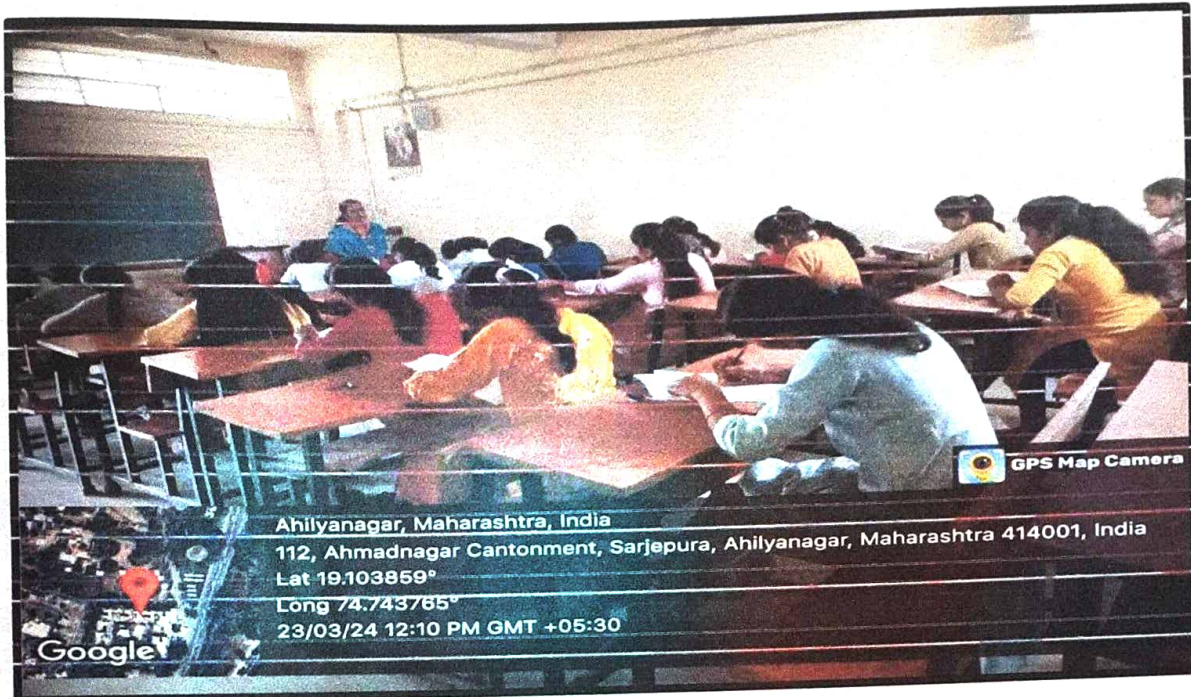 GPS Map Camera
Ahilyanagar, Maharashtra, India
112, Ahmadnagar Cantonment, Sarjepura, Ahilyanagar, Maharashtra 414001, India
Lat 19.103859°
Long 74.743765°
23/03/24 12:10 PM GMT +05:30
Google